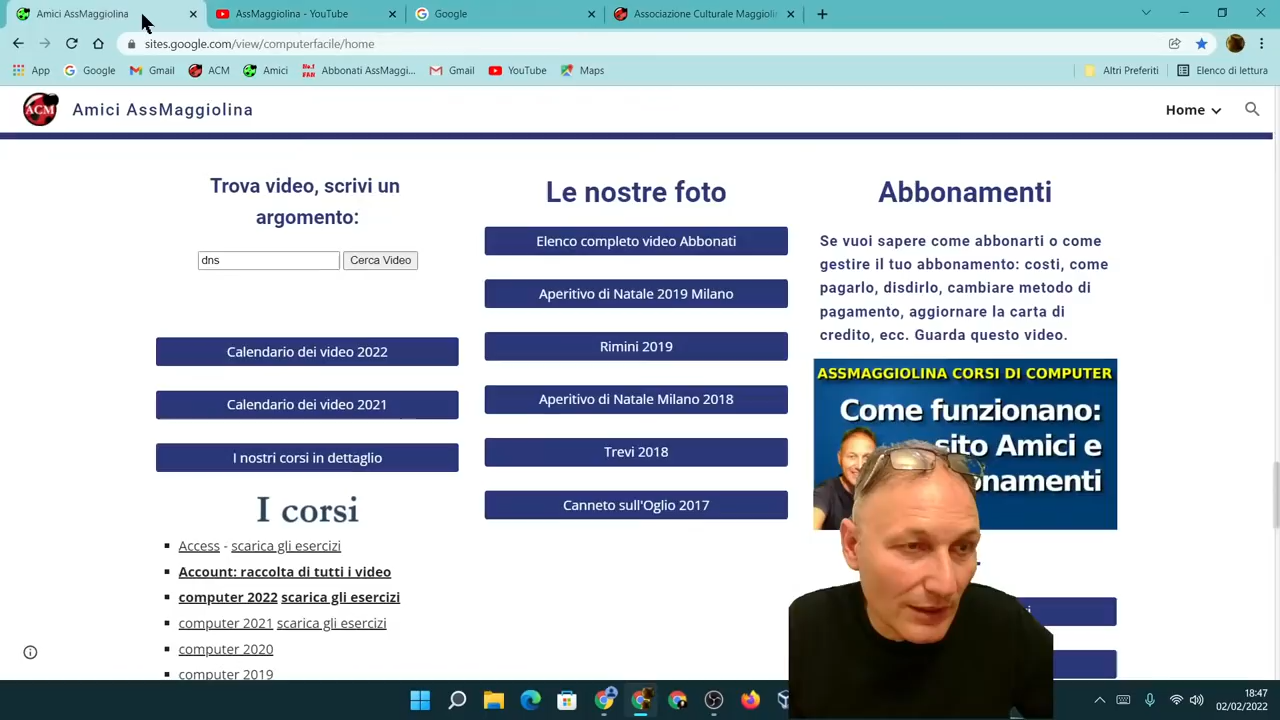 Amici AssMaggiolina
AssMaggiolina - YouTube
Google
Associazione Culturale Maggioli
sites.google.com/view/computerfacile/home
App
Google
Gmail
ACM
Amici
Abbonati AssMaggi...
Gmail
YouTube
Maps
Altri Preferiti
Elenco di lettura
ACM
Amici AssMaggiolina
Home
Trova video, scrivi un
argomento:
dns
Cerca Video
Calendario dei video 2022
Calendario dei video 2021
I nostri corsi in dettaglio
I corsi
Access - scarica gli esercizi
Account: raccolta di tutti i video
computer 2022 scarica gli esercizi
computer 2021 scarica gli esercizi
computer 2020
computer 2019
Le nostre foto
Elenco completo video Abbonati
Aperitivo di Natale 2019 Milano
Rimini 2019
Aperitivo di Natale Milano 2018
Trevi 2018
Canneto sull'Oglio 2017
Abbonamenti
Se vuoi sapere come abbonarti o come
gestire il tuo abbonamento: costi, come
pagarlo, disdirlo, cambiare metodo di
pagamento, aggiornare la carta di
credito, ecc. Guarda questo video.
ASSMAGGIOLINA CORSI DI COMPUTER
Come funzionano:
sito Amici e
onamenti
18:47
02/02/2022